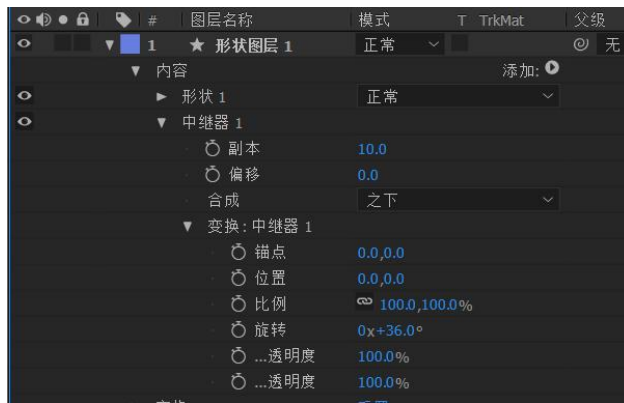 # 图层名称 模式 T TrkMat 父级
1 ★ 形状图层 1 正常 无
内容 添加:
形状 1 正常
中继器 1
副本 10.0
偏移 0.0
合成 之下
变换:中继器 1
锚点 0.0,0.0
位置 0.0,0.0
比例 100.0,100.0%
旋转 0x+36.0°
...透明度 100.0%
...透明度 100.0%